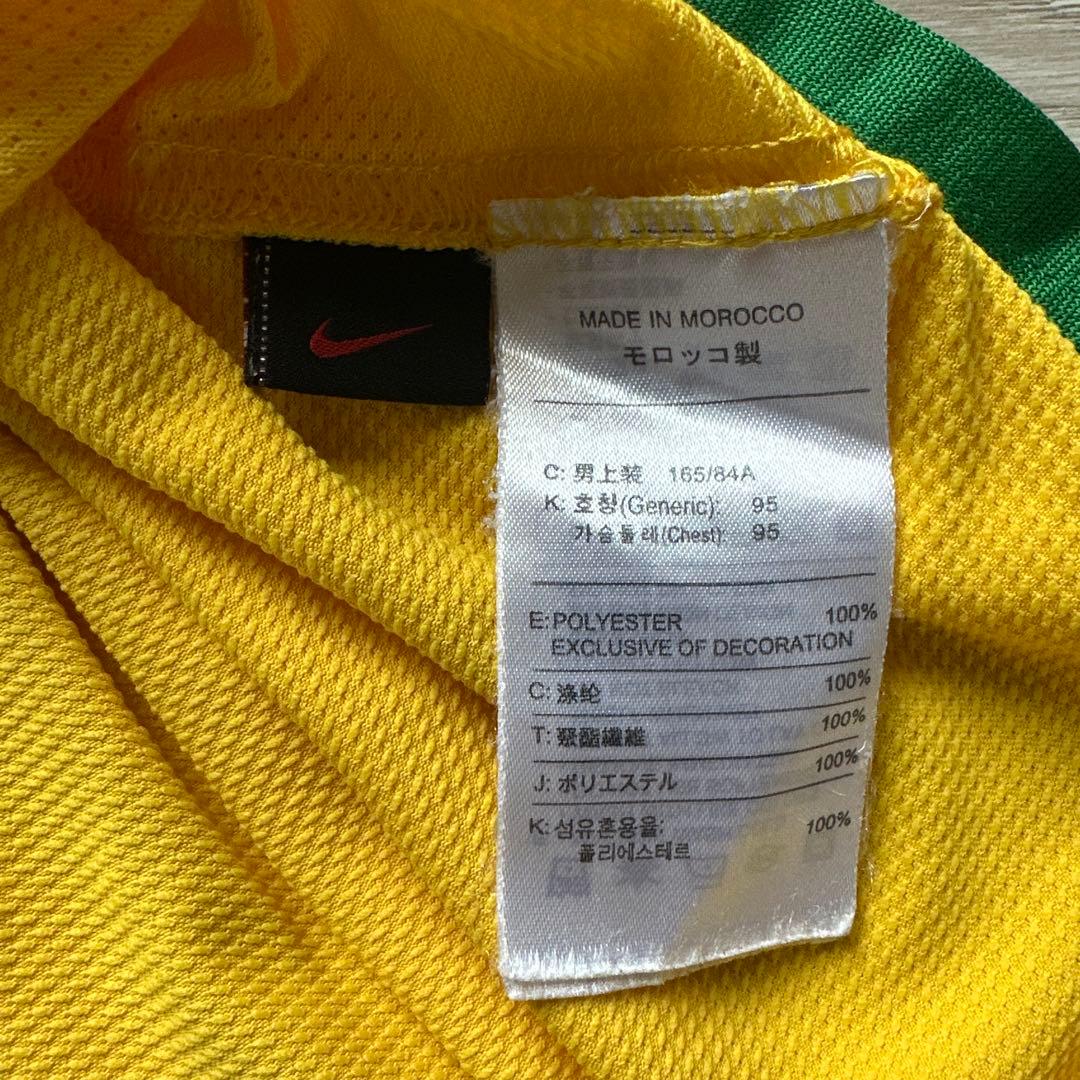 MADE IN MOROCCO
モロッコ製
C: 男上装 165/84A
K: 호칭(Generic): 95
가슴둘레(Chest): 95
E: POLYESTER 100%
EXCLUSIVE OF DECORATION
C: 涤纶 100%
T: 聚酯纖維 100%
J: ポリエステル 100%
K: 섬유혼용율: 100%
폴리에스테르